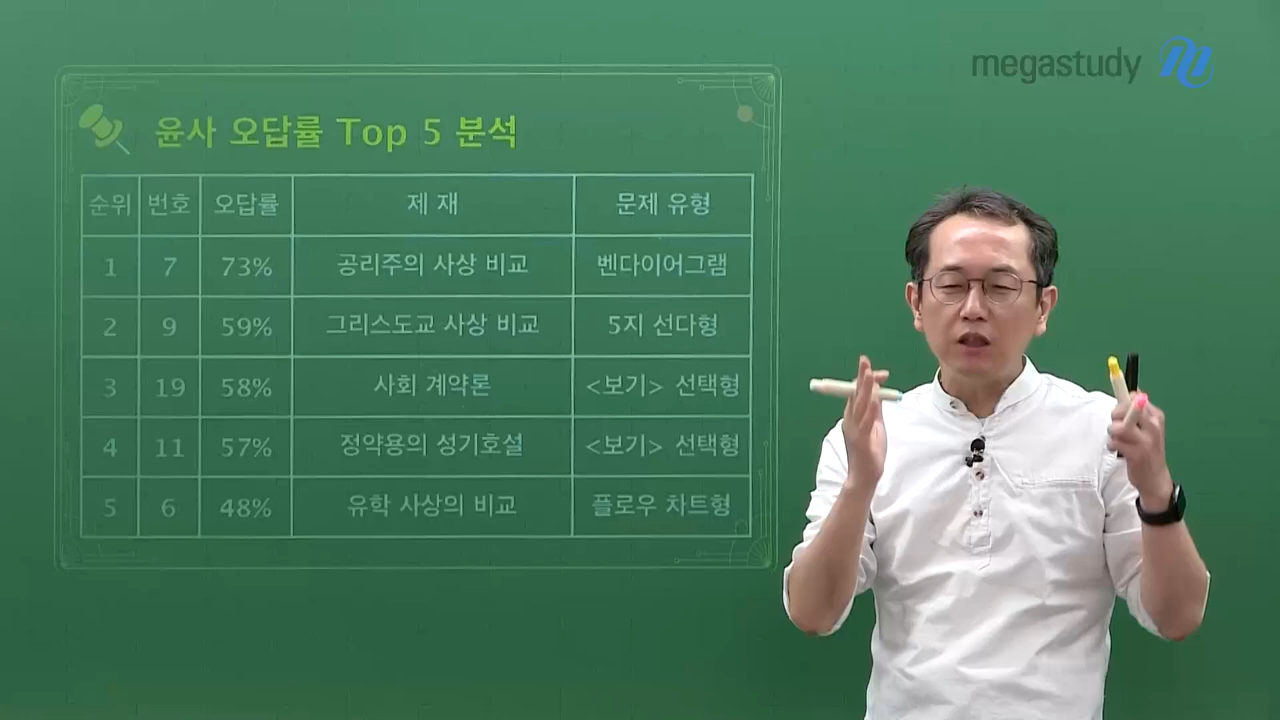 megastudy
윤사 오답률 Top 5 분석
순위 번호 오답률 제 재 문제 유형
1 7 73% 공리주의 사상 비교 벤다이어그램
2 9 59% 그리스도교 사상 비교 5지 선다형
3 19 58% 사회 계약론 <보기> 선택형
4 11 57% 정약용의 성기호설 <보기> 선택형
5 6 48% 유학 사상의 비교 플로우 차트형